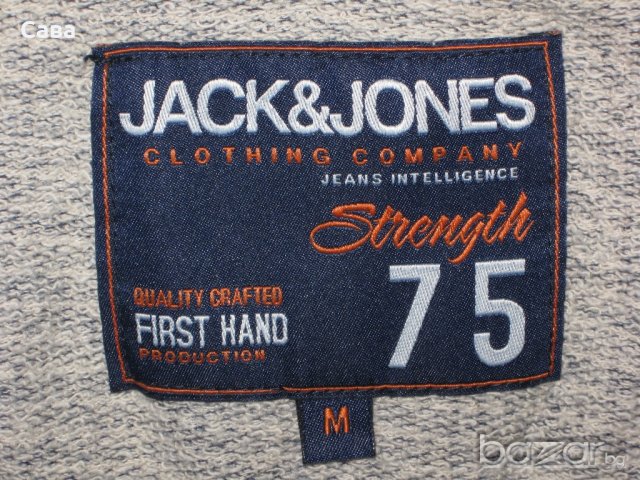 Сава
JACK&JONES
CLOTHING COMPANY
JEANS INTELLIGENCE
Strength
75
QUALITY CRAFTED
FIRST HAND
PRODUCTION
M
bazar.bg